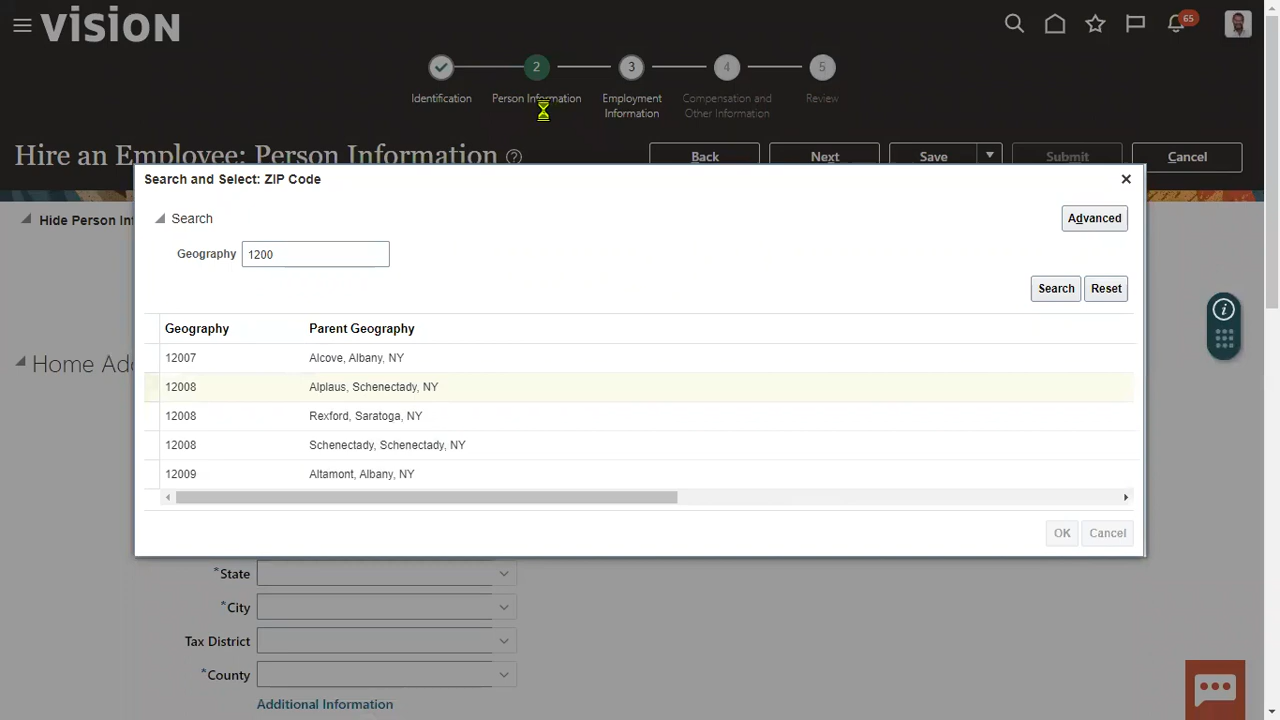 VISION
65
2
3
4
5
Identification
Person Information
Employment
Information
Compensation and
Other Information
Review
Hire an Employee: Person Information
?
Back
Next
Save
Submit
Cancel
Search and Select: ZIP Code
Hide Person In
Search
Advanced
Geography
1200
Search
Reset
Geography
Parent Geography
12007
Alcove, Albany, NY
12008
Alplaus, Schenectady, NY
Home Add
12008
Rexford, Saratoga, NY
12008
Schenectady, Schenectady, NY
12009
Altamont, Albany, NY
OK
Cancel
*State
*City
Tax District
*County
Additional Information